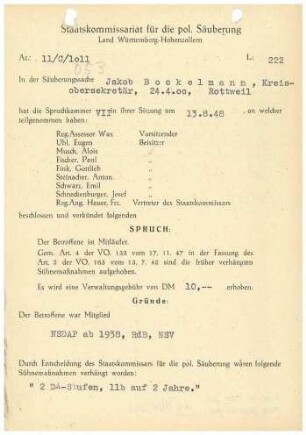 Staatskommissariat für die pol. Säuberung
Land Württemberg-Hohenzollern
Az.: 11/C/1o11 L: 222
In der Säuberungssache Jakob Bockelmann, Kreis-
obersekretär, 24.4.oo, Rottweil
hat die Spruchkammer VII in ihrer Sitzung am 13.8.48 an welcher
teilgenommen haben:
Reg.Assessor Wax Vorsitzender
Uhl, Eugen Beisitzer
Musch, Alois "
Fischer, Paul "
Fink, Gottlieb "
Steinacher, Anton "
Schwarz, Emil "
Schnedlenburger, Josef "
Reg.Ang. Hauser, Frc. Vertreter des Staatskommissars
beschlossen und verkündet folgenden
SPRUCH:
Der Betroffene ist Mitläufer.
Gem. Art. 4 der VO. 133 vom 17. 11. 47 in der Fassung des
Art. 3 der VO. 165 vom 13. 7. 48 sind die früher verhängten
Sühnemaßnahmen aufgehoben.
Es wird eine Verwaltungsgebühr von DM 10,-- erhoben.
Gründe:
Der Betroffene war Mitglied
NSDAP ab 1938, RdB, NSV
Durch Entscheidung des Staatskommissars für die pol. Säuberung waren folgende
Sühnemaßnahmen verhängt worden:
" 2 DA-Stufen, 11b auf 2 Jahre."